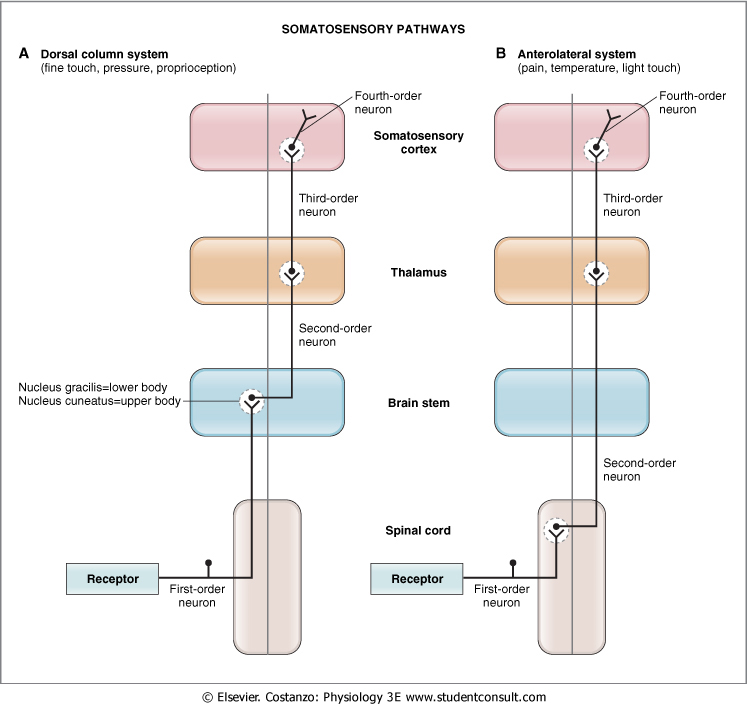 SOMATOSENSORY PATHWAYS
A Dorsal column system
(fine touch, pressure, proprioception)
Fourth-order
neuron
Third-order
neuron
Second-order
neuron
Nucleus gracilis=lower body
Nucleus cuneatus=upper body
Receptor
First-order
neuron
Somatosensory
cortex
Thalamus
Brain stem
Spinal cord
B Anterolateral system
(pain, temperature, light touch)
Fourth-order
neuron
Third-order
neuron
Second-order
neuron
Receptor
First-order
neuron
© Elsevier. Costanzo: Physiology 3E www.studentconsult.com